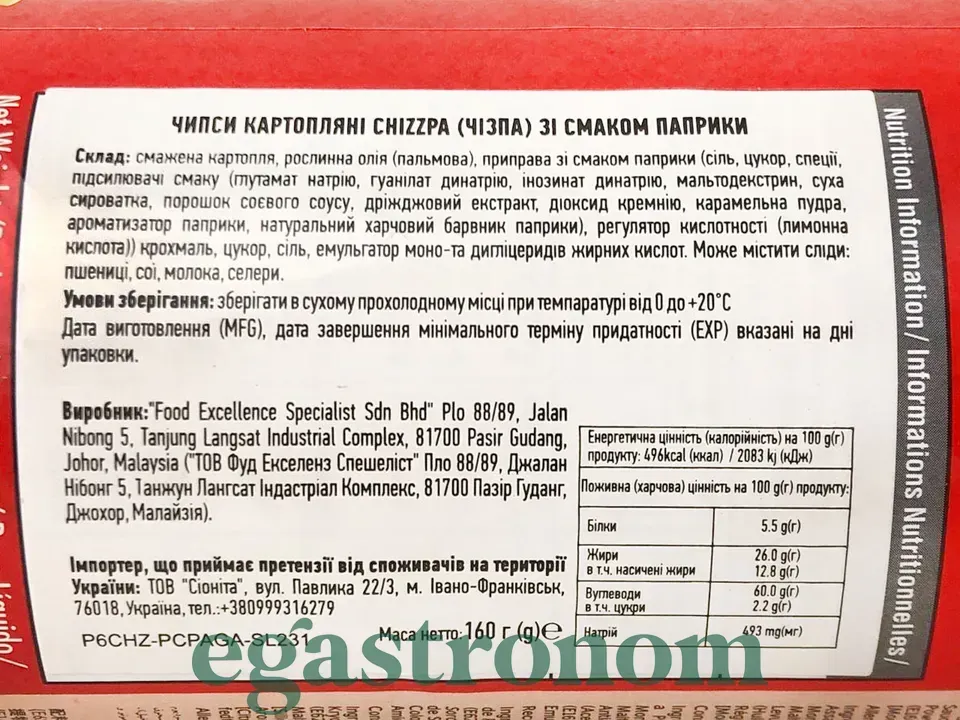 ЧИПСИ КАРТОПЛЯНІ CHIZZPA (ЧІЗПА) ЗІ СМАКОМ ПАПРИКИ
Склад: смажена картопля, рослинна олія (пальмова), приправа зі смаком паприки (сіль, цукор, спеції,
підсилювачі смаку (глутамат натрію, гуанілат динатрію, інозинат динатрію, мальтодекстрин, суха
сироватка, порошок соєвого соусу, дріжджовий екстракт, діоксид кремнію, карамельна пудра,
ароматизатор паприки, натуральний харчовий барвник паприки), регулятор кислотності (лимонна
кислота)) крохмаль, цукор, сіль, емульгатор моно-та дигліцеридів жирних кислот. Може містити сліди:
пшениці, сої, молока, селери.
Умови зберігання: зберігати в сухому прохолодному місці при темпаратурі від 0 до +20°C
Дата виготовлення (MFG), дата завершення мінімального терміну придатності (EXP) вказані на дні
упаковки.
Виробник:"Food Excellence Specialist Sdn Bhd" Plo 88/89, Jalan
Nibong 5, Tanjung Langsat Industrial Complex, 81700 Pasir Gudang,
Johor, Malaysia ("ТОВ Фуд Екселенз Спешеліст" Пло 88/89, Джалан
Нібонг 5, Танжун Лангсат Індастріал Комплекс, 81700 Пазір Гуданг,
Джохор, Малайзія).
Імпортер, що приймає претензії від споживачів на території
України: ТОВ "Сіоніта", вул. Павлика 22/3, м. Івано-Франківськ,
76018, Україна, тел.:+380999316279
P6CHZ-PCPAGA-SL231
Маса нетто: 160 г (g)℮
Енергетична цінність (калорійність) на 100 g(г)
продукту: 496kcal (ккал) / 2083 kj (кДж)
Поживна (харчова) цінність на 100 g(г) продукту:
Білки 5.5 g(г)
Жири 26.0 g(г)
в т.ч. насичені жири 12.8 g(г)
Вуглеводи 60.0 g(г)
в т.ч. цукри 2.2 g(г)
Натрій 493 mg(мг)
Nutrition Information/ Informations Nutritionnelles/
egastronom